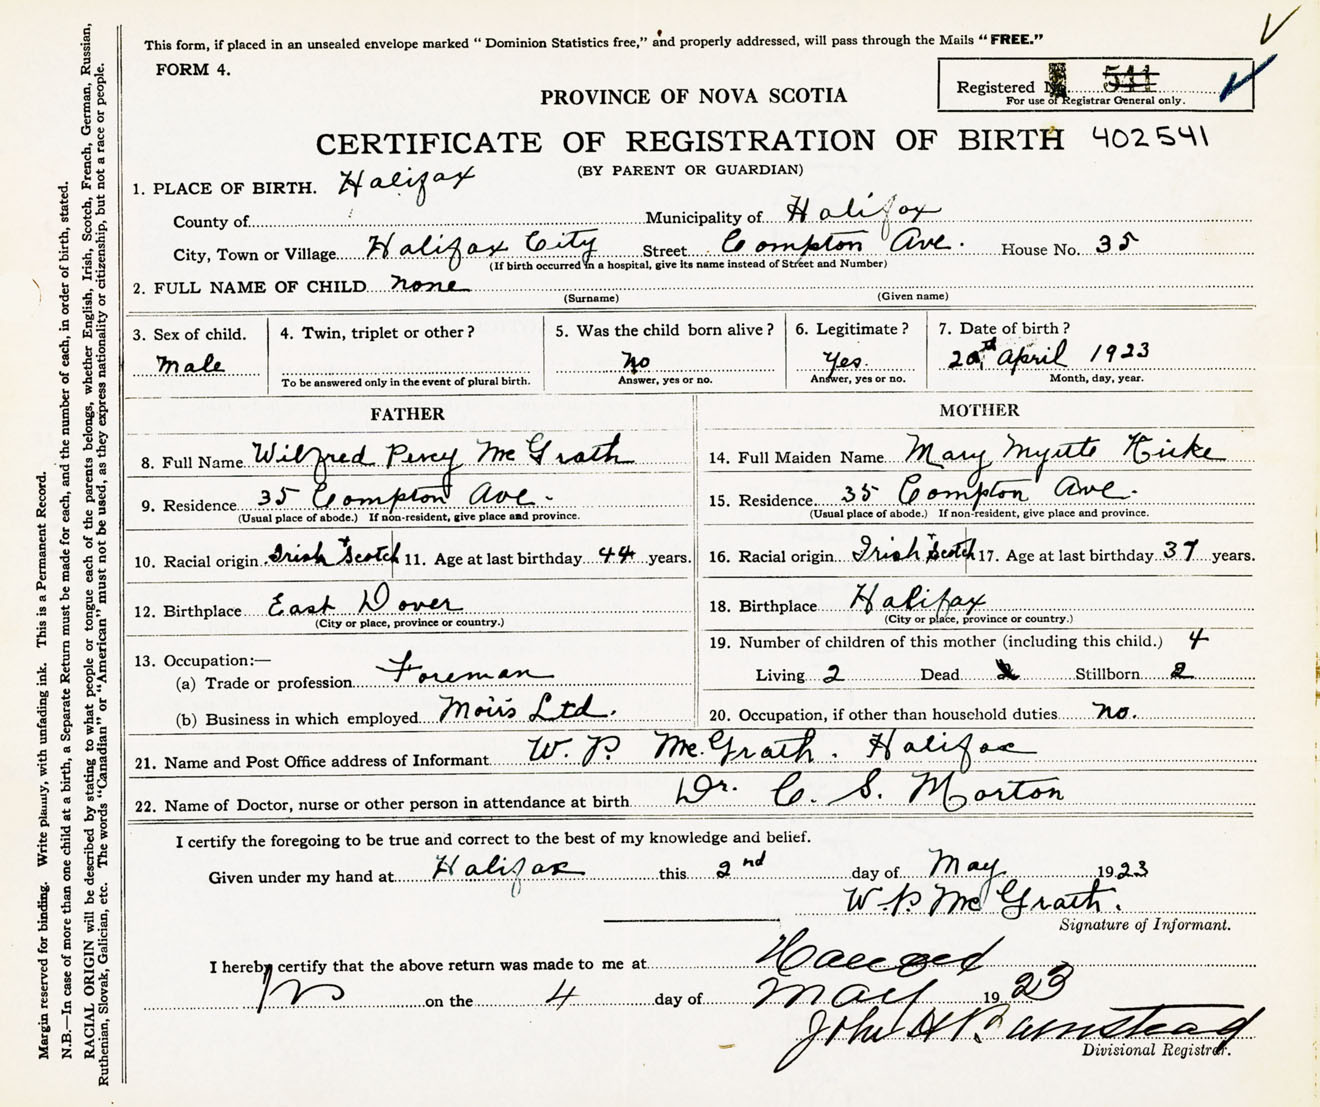 This form, if placed in an unsealed envelope marked “ Dominion Statistics free,” and properly addressed, will pass through the Mails “ FREE.”
FORM 4.
Registered No. 541
For use of Registrar General only.
PROVINCE OF NOVA SCOTIA
CERTIFICATE OF REGISTRATION OF BIRTH 402541
(BY PARENT OR GUARDIAN)
1. PLACE OF BIRTH. Halifax
County of Municipality of Halifax
City, Town or Village Halifax City Street Compton Ave. House No. 35
(If birth occurred in a hospital, give its name instead of Street and Number)
2. FULL NAME OF CHILD none
(Surname) (Given name)
3. Sex of child. 4. Twin, triplet or other ? 5. Was the child born alive ? 6. Legitimate ? 7. Date of birth ?
Male no Yes. April 1923
To be answered only in the event of plural birth. Answer, yes or no. Answer, yes or no. Month, day, year.
FATHER MOTHER
8. Full Name Wilfred Percy McGrath
9. Residence 35 Compton Ave.
(Usual place of abode.) If non-resident, give place and province.
10. Racial origin Irish + Scotch 11. Age at last birthday 44 years.
12. Birthplace East Dover
(City or place, province or country.)
13. Occupation:—
(a) Trade or profession Foreman
(b) Business in which employed Moirs Ltd.
14. Full Maiden Name Mary
15. Residence 35 Compton Ave.
(Usual place of abode.) If non-resident, give place and province.
16. Racial origin Irish + Scotch 17. Age at last birthday 37 years.
18. Birthplace Halifax
(City or place, province or country.)
19. Number of children of this mother (including this child.) 4
Living 2 Dead Stillborn 2
20. Occupation, if other than household duties no.
21. Name and Post Office address of Informant W. P. McGrath. Halifax
22. Name of Doctor, nurse or other person in attendance at birth Dr. C. S. Morton
I certify the foregoing to be true and correct to the best of my knowledge and belief.
Given under my hand at Halifax this 2nd day of May 1923
W. P. McGrath.
Signature of Informant.
I hereby certify that the above return was made to me at
on the 4 day of May 1923
John H Barnstead
Divisional Registrar.
Margin reserved for binding. Write plainly, with unfading ink. This is a Permanent Record.
N.B.—In case of more than one child at a birth, a Separate Return must be made for each, and the number of each, in order of birth, stated.
RACIAL ORIGIN will be described by stating to what people or tongue each of the parents belongs, whether English, Irish, Scotch, French, German, Russian,
Ruthenian, Slovak, Galician, etc. The words “Canadian” or “American” must not be used, as they express nationality or citizenship, but not a race or people.